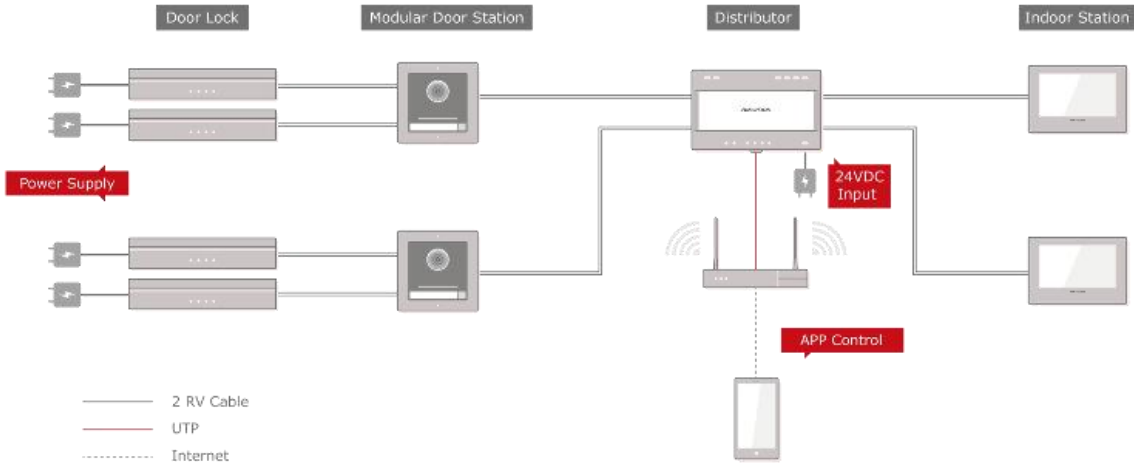 Door Lock
Modular Door Station
Distributor
Indoor Station
Power Supply
24VDC
Input
APP Control
2 RV Cable
UTP
Internet